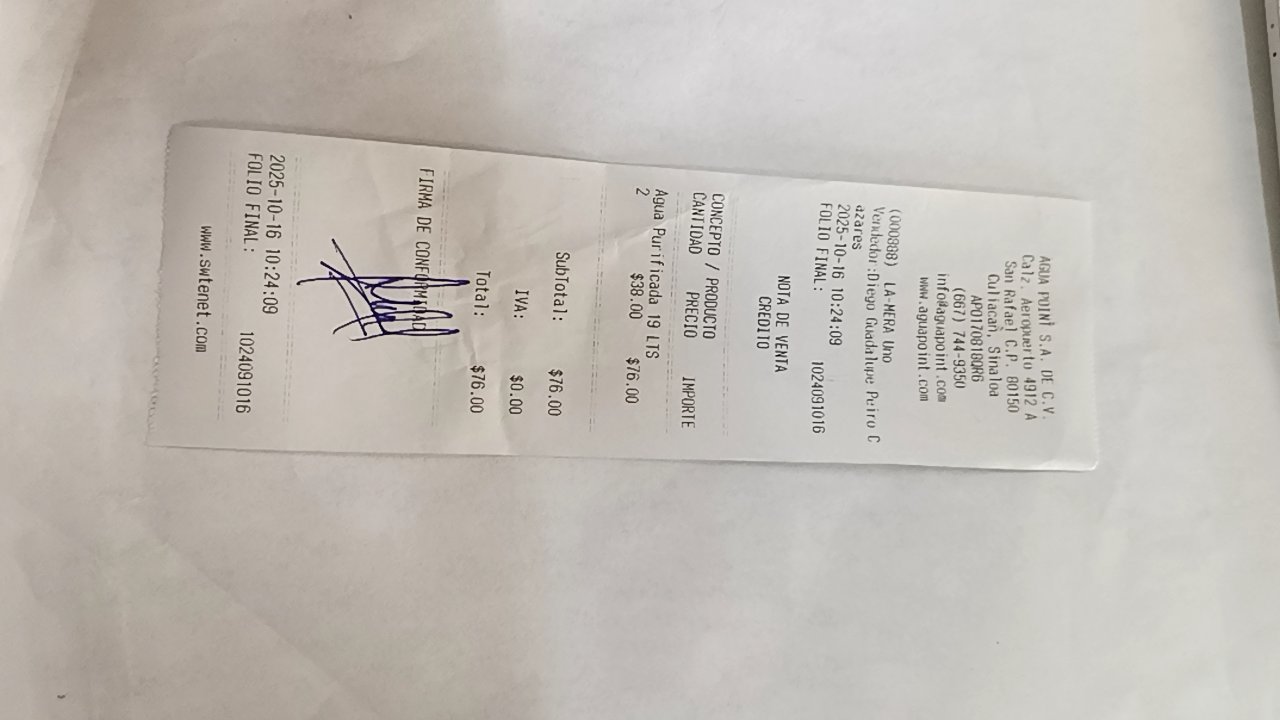 AGUA POINT S.A. DE C.V.
Calz. Aeropuerto 4912 A
San Rafael C.P. 80150
Culiacan, Sinaloa
APO170818QR6
(667) 744-9350
info@aguapoint.com
www.aguapoint.com
(000888) LA-MERA Uno
Vendedor:Diego Guadalupe Peiro C
azares
2025-10-16 10:24:09
FOLIO FINAL: 1024091016
NOTA DE VENTA
CREDITO
CONCEPTO / PRODUCTO
CANTIDAD PRECIO IMPORTE
Agua Purificada 19 LTS
2 $38.00 $76.00
SubTotal: $76.00
IVA: $0.00
Total: $76.00
FIRMA DE CONFORMIDAD
2025-10-16 10:24:09
FOLIO FINAL: 1024091016
www.swtenet.com